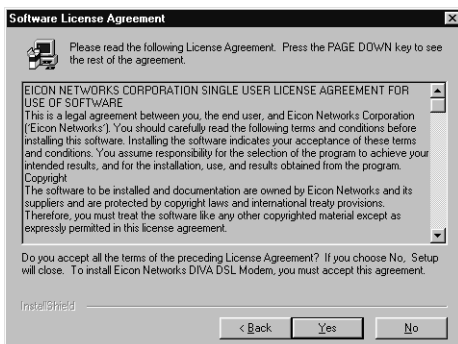 Software License Agreement
Please read the following License Agreement. Press the PAGE DOWN key to see
the rest of the agreement.
EICON NETWORKS CORPORATION SINGLE USER LICENSE AGREEMENT FOR
USE OF SOFTWARE
This is a legal agreement between you, the end user, and Eicon Networks Corporation
('Eicon Networks'). You should carefully read the following terms and conditions before
installing this software. Installing the software indicates your acceptance of these terms
and conditions. You assume responsibility for the selection of the program to achieve your
intended results, and for the installation, use, and results obtained from the program.
Copyright
The software to be installed and documentation are owned by Eicon Networks and its
suppliers and are protected by copyright laws and international treaty provisions.
Therefore, you must treat the software like any other copyrighted material except as
expressly permitted in this license agreement.
Do you accept all the terms of the preceding License Agreement? If you choose No, Setup
will close. To install Eicon Networks DIVA DSL Modem, you must accept this agreement.
InstallShield
< Back Yes No